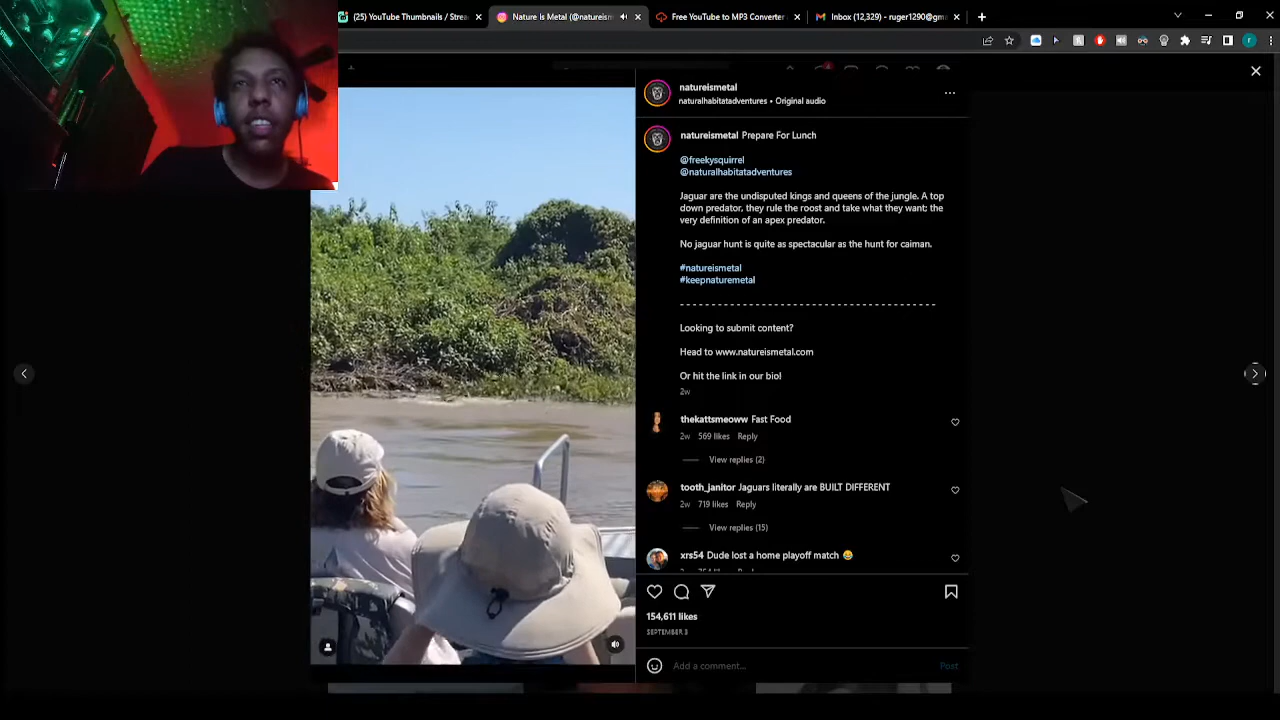 (25) YouTube Thumbnails / Strea
Nature Is Metal (@natureism
Free YouTube to MP3 Converter
Inbox (12,329) - ruger1290@gm
natureismetal
naturalhabitatadventures • Original audio
natureismetal Prepare For Lunch
@freekysquirrel
@naturalhabitatadventures
Jaguar are the undisputed kings and queens of the jungle. A top
down predator, they rule the roost and take what they want; the
very definition of an apex predator.
No jaguar hunt is quite as spectacular as the hunt for caiman.
#natureismetal
#keepnaturemetal
- - - - - - - - - - - - - - - - - - - - - - - - - - - - - - - - - - - - - - -
Looking to submit content?
Head to www.natureismetal.com
Or hit the link in our bio!
2w
thekattsmeoww Fast Food
2w 569 likes Reply
View replies (2)
tooth_janitor Jaguars literally are BUILT DIFFERENT
2w 719 likes Reply
View replies (15)
xrs54 Dude lost a home playoff match 😂
154,611 likes
SEPTEMBER 3
Add a comment...
Post